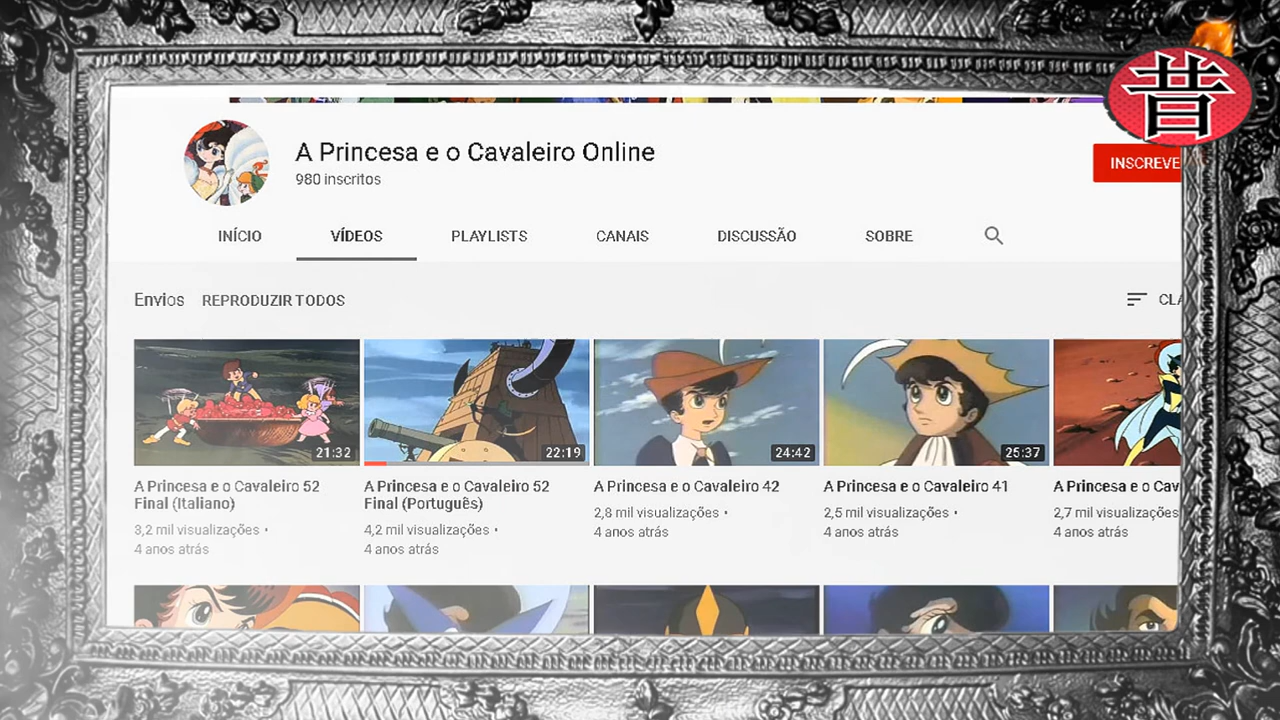 昔
A Princesa e o Cavaleiro Online
980 inscritos
INSCREVE
INÍCIO VÍDEOS PLAYLISTS CANAIS DISCUSSÃO SOBRE
Envios REPRODUZIR TODOS
21:32 22:19 24:42 25:37
A Princesa e o Cavaleiro 52
Final (Italiano)
3,2 mil visualizações •
4 anos atrás
A Princesa e o Cavaleiro 52
Final (Português)
4,2 mil visualizações •
4 anos atrás
A Princesa e o Cavaleiro 42
2,8 mil visualizações •
4 anos atrás
A Princesa e o Cavaleiro 41
2,5 mil visualizações •
4 anos atrás
A Princesa e o Cav
2,7 mil visualizações
4 anos atrás